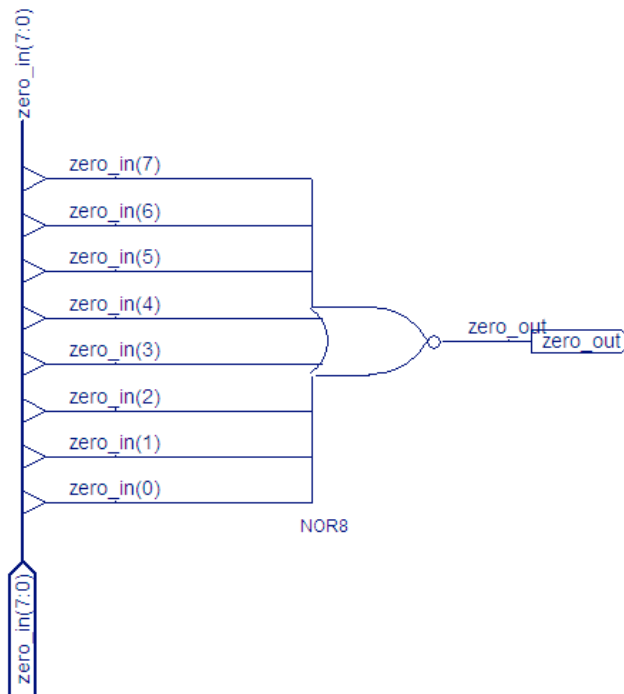 zero_in(7:0)
zero_in(7)
zero_in(6)
zero_in(5)
zero_in(4)
zero_in(3)
zero_in(2)
zero_in(1)
zero_in(0)
zero_out
zero_out
NOR8
zero_in(7:0)